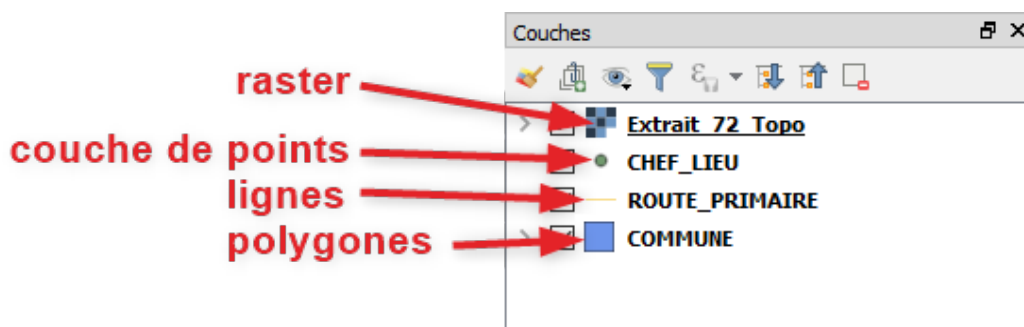 Couches
raster
Extrait_72_Topo
couche de points
CHEF_LIEU
lignes
ROUTE_PRIMAIRE
polygones
COMMUNE